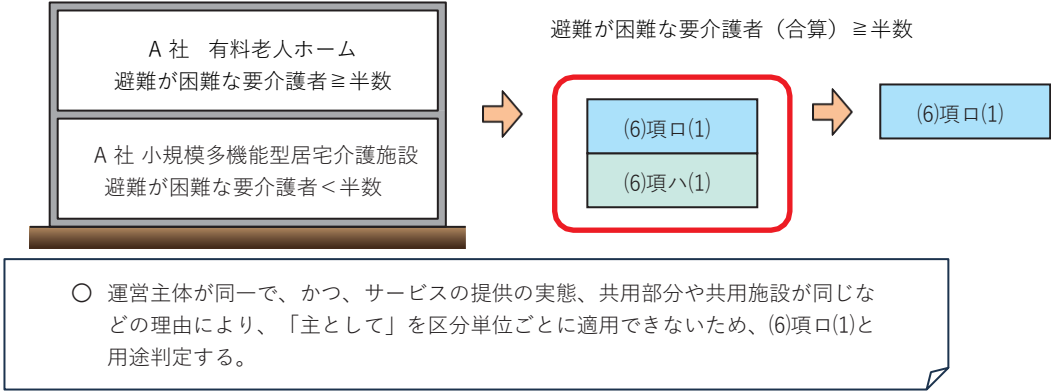 A 社　有料老人ホーム
避難が困難な要介護者≧半数
A 社 小規模多機能型居宅介護施設
避難が困難な要介護者＜半数
避難が困難な要介護者（合算）≧半数
⑹項ロ⑴
⑹項ハ⑴
⑹項ロ⑴
〇　運営主体が同一で、かつ、サービスの提供の実態、共用部分や共用施設が同じな
どの理由により、「主として」を区分単位ごとに適用できないため、⑹項ロ⑴と
用途判定する。